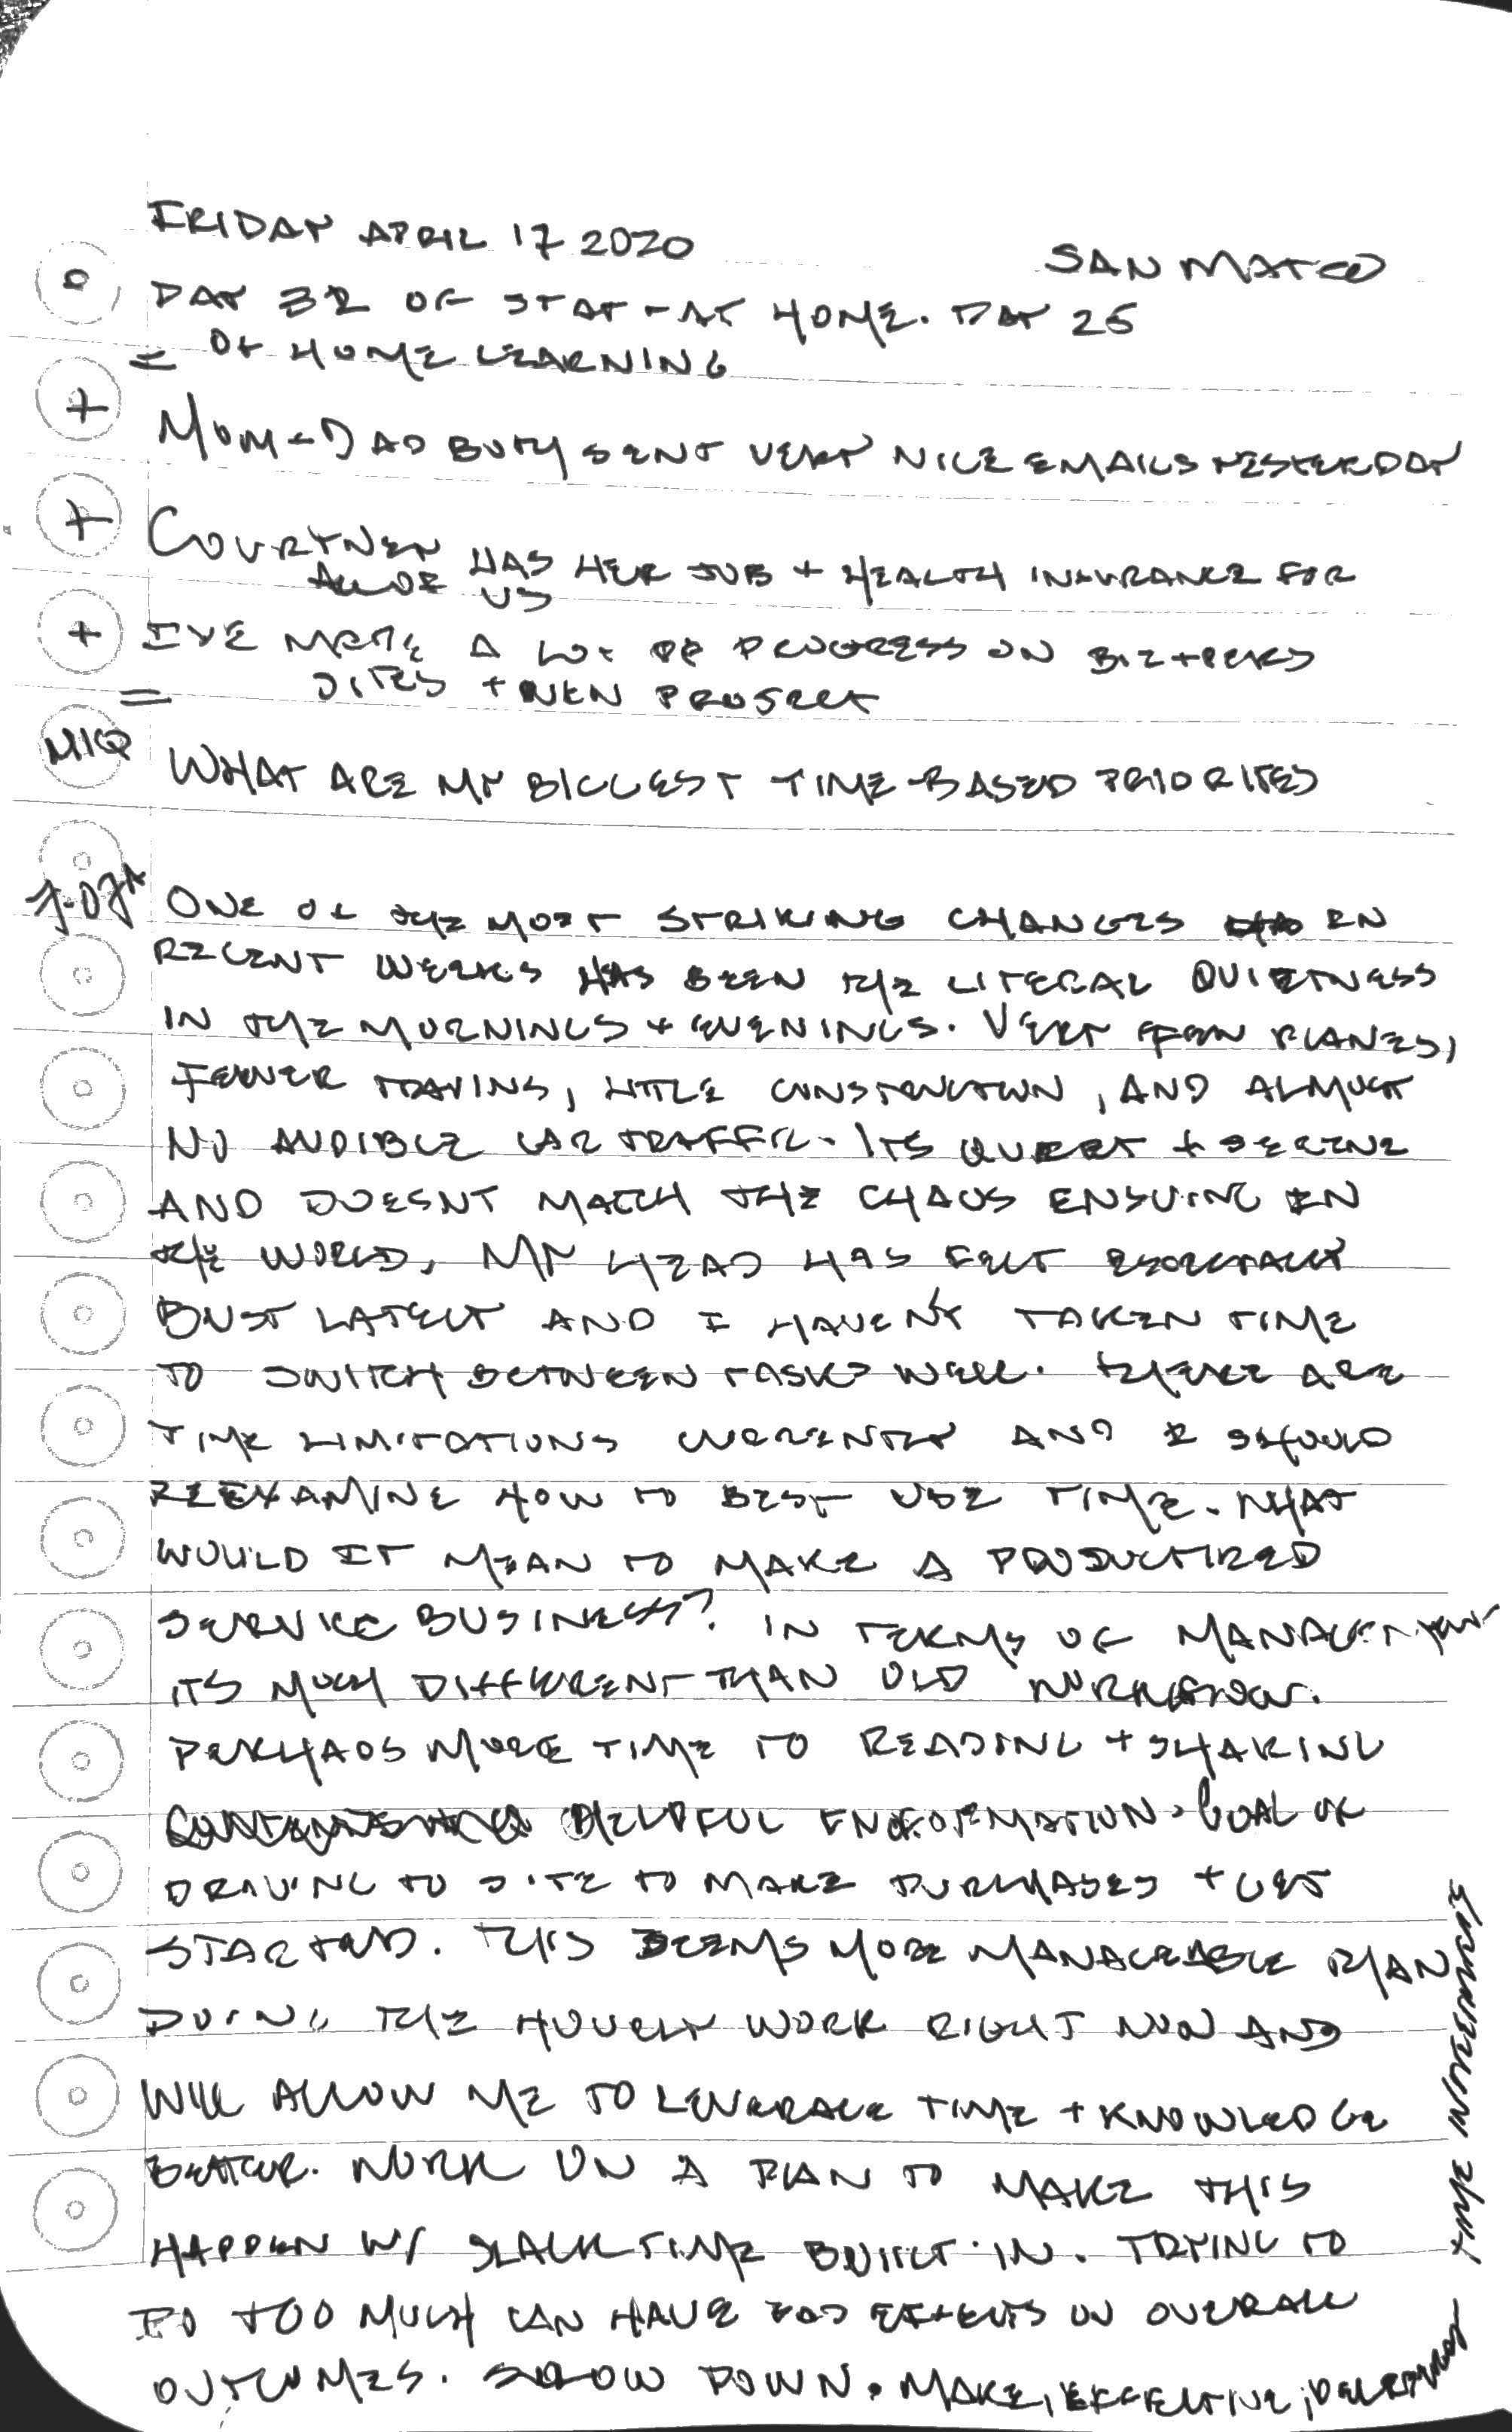 FRIDAY APRIL 17 2020
SAN MATEO
DAY 32 OF STAY-AT HOME. DAY 25
= OF HOME LEARNING
+ MOM + DAD BOTH SENT VERY NICE EMAILS YESTERDAY
+ COURTNEY HAS HER JOB + HEALTH INSURANCE FOR
ALL OF US
+ IVE MADE A LOT OF PROGRESS ON BIZ + PERS
= SITES + NEW PROJECT
MIQ WHAT ARE MY BIGGEST TIME-BASED PRIORITES
7:07A ONE OF THE MOST STRIKING CHANGES IN
RECENT WEEKS HAS BEEN THE LITERAL QUIETNESS
IN THE MORNINGS + EVENINGS. VERY FEW PLANES,
FEWER TRAINS, LITTLE CONSTRUCTION, AND ALMOST
NO AUDIBLE CAR TRAFFIC. ITS QUIET + SERENE
AND DOESNT MATCH THE CHAOS ENSUING IN
THE WORLD. MY HEAD HAS FELT ESPECIALLY
BUSY LATELY AND I HAVEN'T TAKEN TIME
TO SWITCH BETWEEN TASKS WELL. THERE ARE
TIME LIMITATIONS CURRENTLY AND I SHOULD
REEXAMINE HOW TO BEST USE TIME. WHAT
WOULD IT MEAN TO MAKE A PRODUCTIZED
SERVICE BUSINESS? IN TERMS OF MANAGEMENT
ITS MUCH DIFFERENT THAN OLD WORKFLOW.
PERHAPS MORE TIME TO READING + SHARING
HELPFUL INFORMATION. GOAL OF
DRIVING TO SITE TO MAKE PURCHASES + GET
STARTED. THIS SEEMS MORE MANAGEABLE THAN
DOING THE HOURLY WORK RIGHT NOW AND
WILL ALLOW ME TO LEVERAGE TIME + KNOWLEDGE
BETTER. WORK ON A PLAN TO MAKE THIS
HAPPEN W/ SLACK TIME BUILT-IN. TRYING TO
DO TOO MUCH CAN HAVE BAD EFFECTS ON OVERALL
OUTCOMES. SLOW DOWN. MAKE, EFFECTIVE,
TIME INVESTMENTS